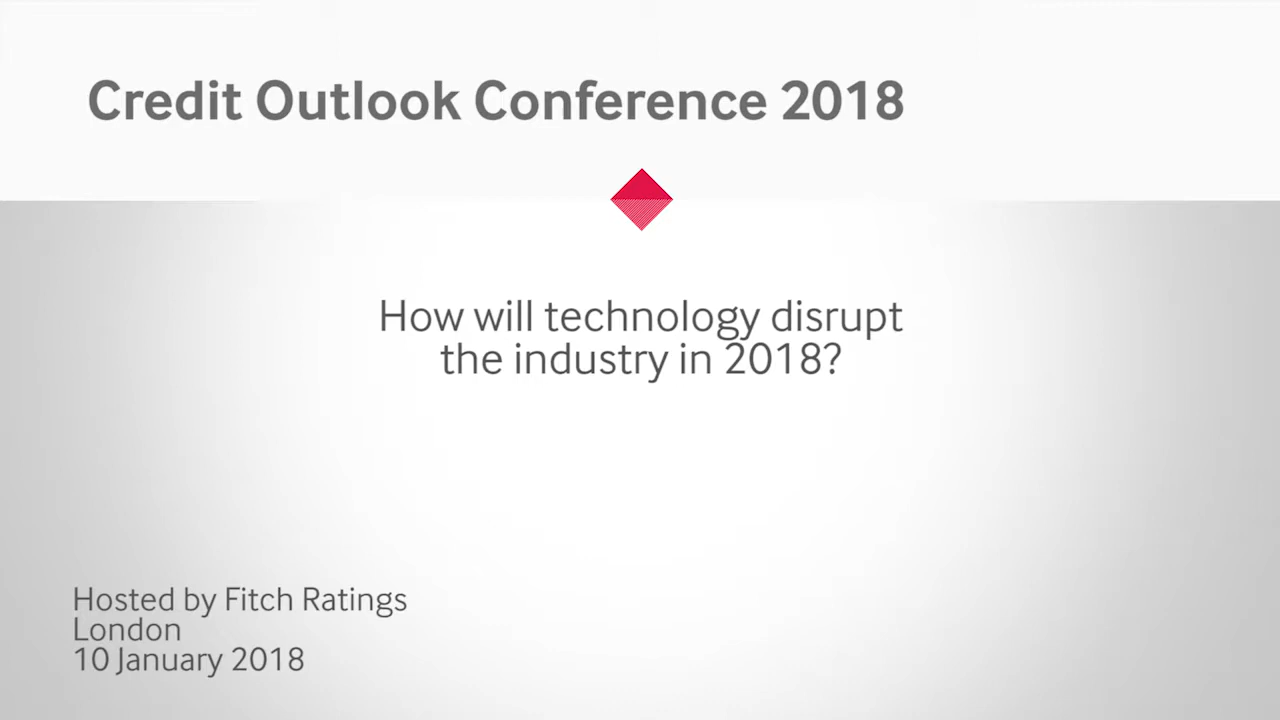 Credit Outlook Conference 2018
How will technology disrupt
the industry in 2018?
Hosted by Fitch Ratings
London
10 January 2018